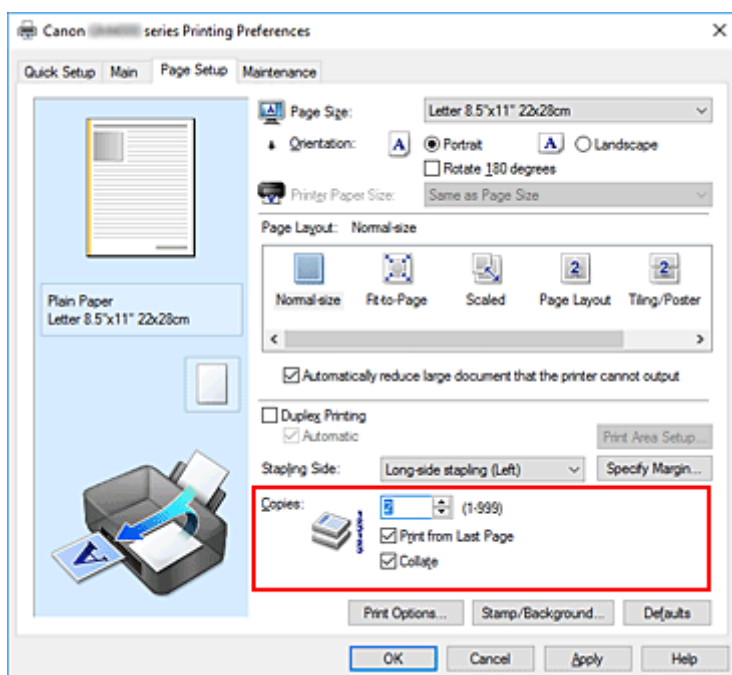 Canon series Printing Preferences
Quick Setup Main Page Setup Maintenance
Page Size: Letter 8.5"x11" 22x28cm
Orientation: A Portrait A Landscape
Rotate 180 degrees
Printer Paper Size: Same as Page Size
Page Layout: Normal-size
Normal-size Fit-to-Page Scaled Page Layout Tiling/Poster
Plain Paper
Letter 8.5"x11" 22x28cm
Automatically reduce large document that the printer cannot output
Duplex Printing
Automatic
Print Area Setup...
Stapling Side: Long-side stapling (Left) Specify Margin...
Copies: 2 (1-999)
Print from Last Page
Collate
A
Print Options... Stamp/Background... Defaults
OK Cancel Apply Help